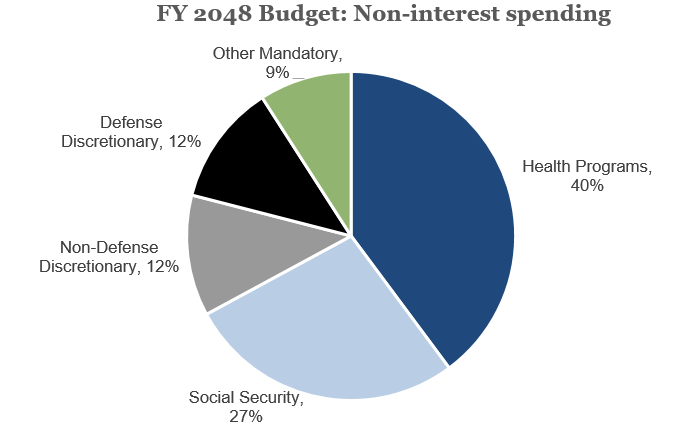 FY 2048 Budget: Non-interest spending
Other Mandatory,
9%
Defense
Discretionary, 12%
Health Programs,
40%
Non-Defense
Discretionary, 12%
Social Security,
27%